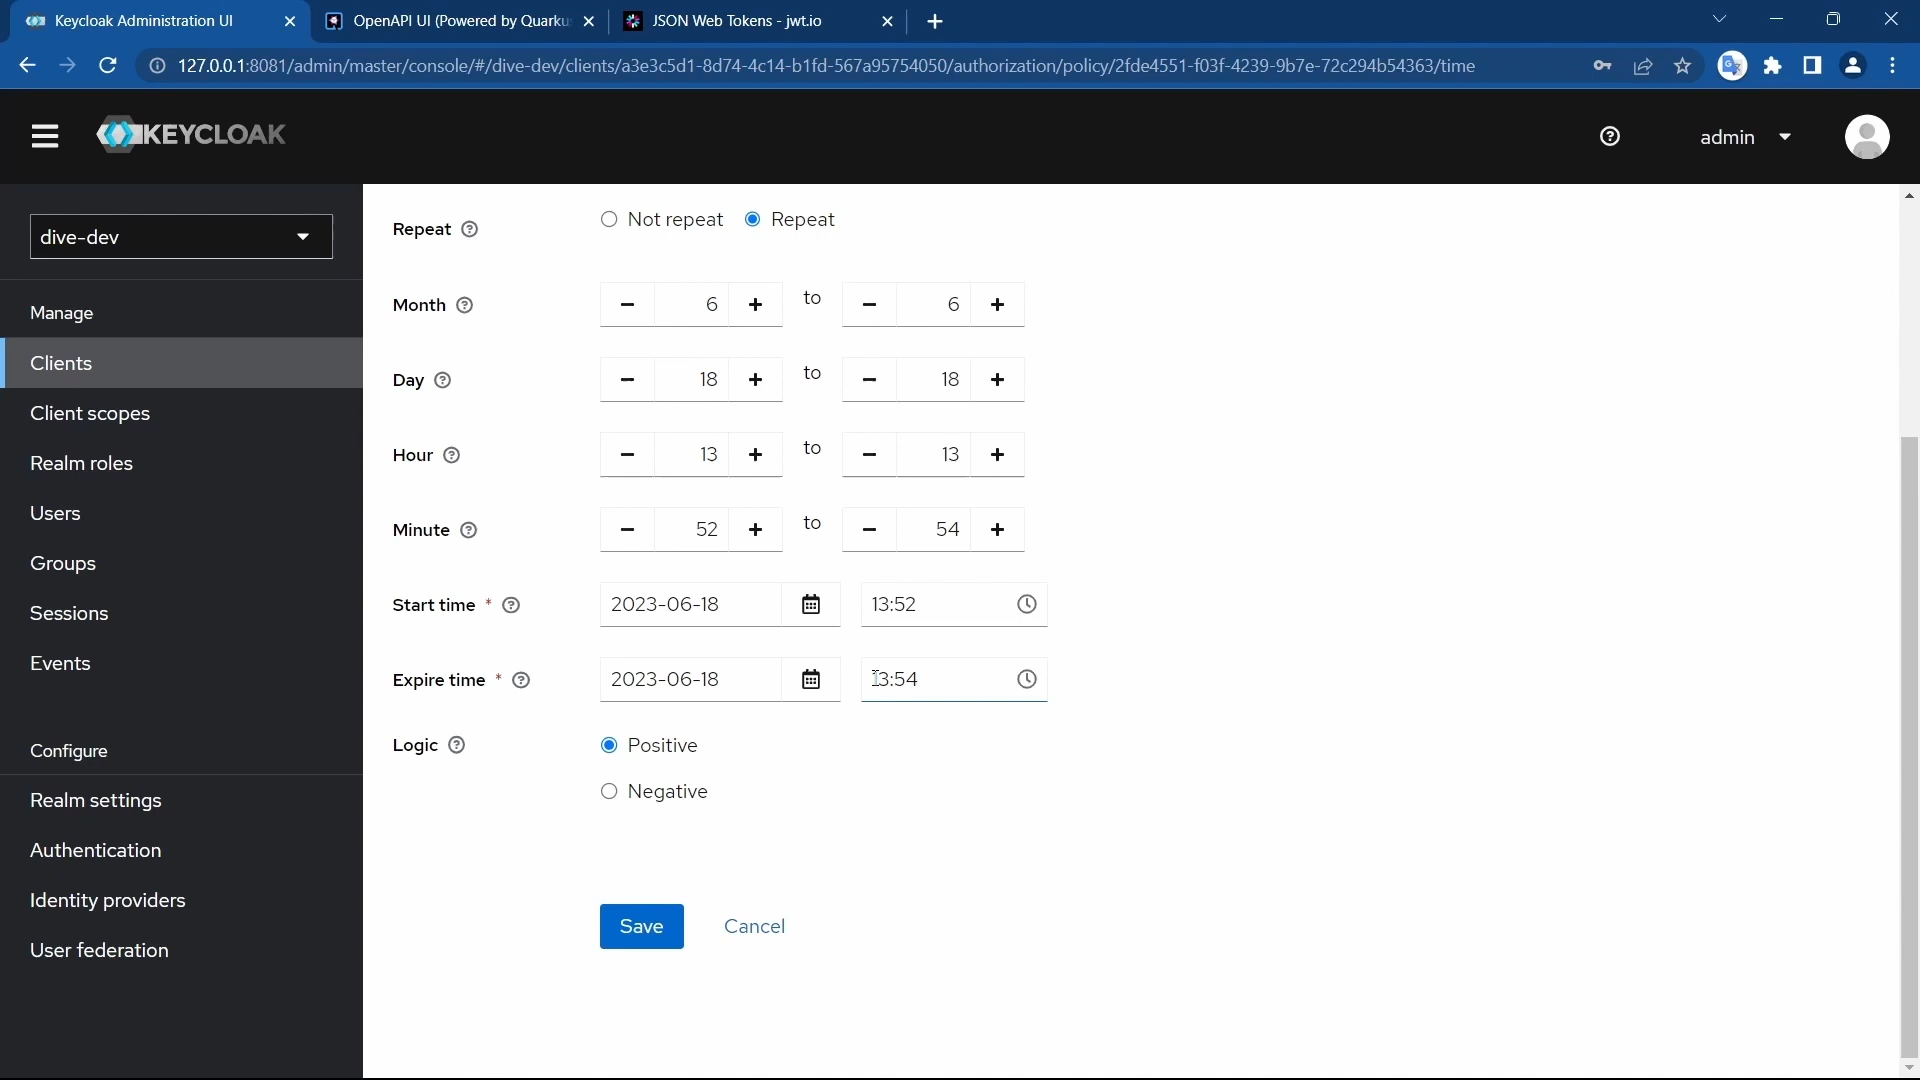 Keycloak Administration UI
OpenAPI UI (Powered by Quarku
JSON Web Tokens - jwt.io
127.0.0.1:8081/admin/master/console/#/dive-dev/clients/a3e3c5d1-8d74-4c14-b1fd-567a95754050/authorization/policy/2fde4551-f03f-4239-9b7e-72c294b54363/time
KEYCLOAK
admin
dive-dev
Manage
Clients
Client scopes
Realm roles
Users
Groups
Sessions
Events
Configure
Realm settings
Authentication
Identity providers
User federation
Repeat Not repeat Repeat
Month 6 to 6
Day 18 to 18
Hour 13 to 13
Minute 52 to 54
Start time * 2023-06-18 13:52
Expire time * 2023-06-18 13:54
Logic Positive
Negative
Save Cancel